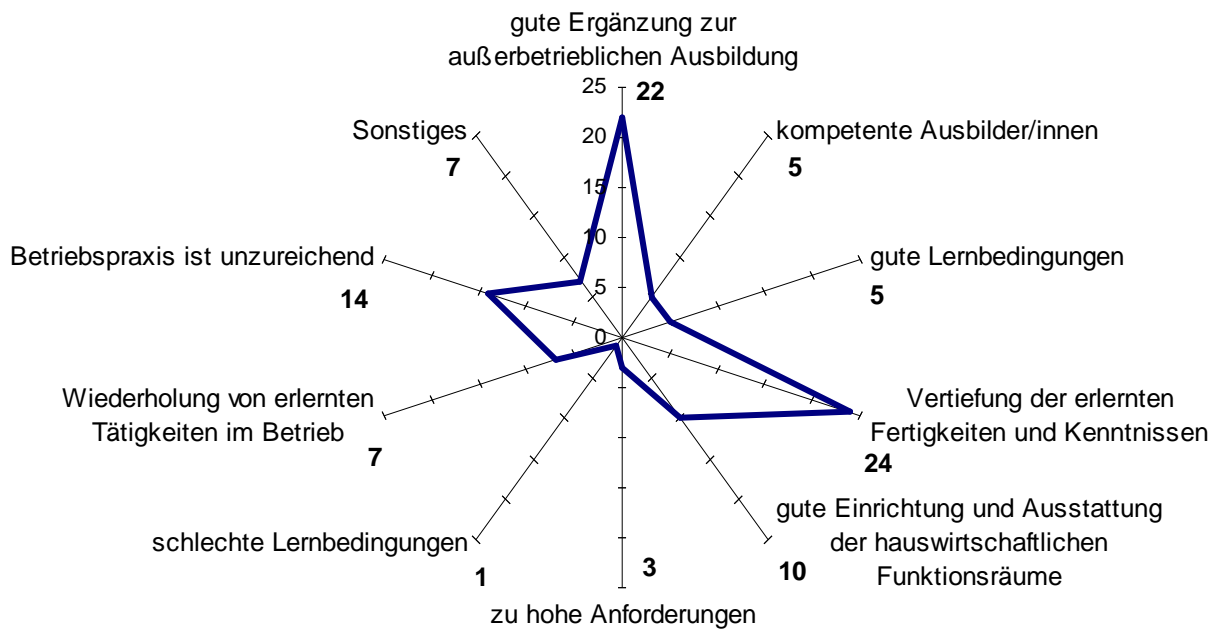 gute Ergänzung zur
außerbetrieblichen Ausbildung
22
25
20
15
10
5
0
kompetente Ausbilder/innen
5
gute Lernbedingungen
5
Vertiefung der erlernten
Fertigkeiten und Kenntnissen
24
gute Einrichtung und Ausstattung
der hauswirtschaftlichen
Funktionsräume
10
3
zu hohe Anforderungen
schlechte Lernbedingungen
1
Wiederholung von erlernten
Tätigkeiten im Betrieb
7
Betriebspraxis ist unzureichend
14
Sonstiges
7